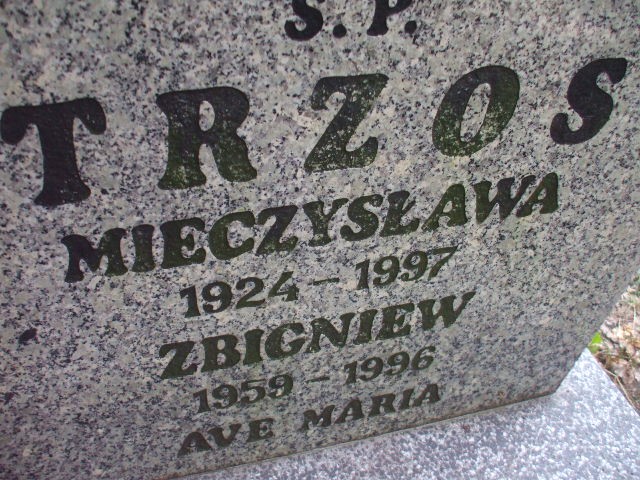 S. P.
TRZOS
MIECZYSŁAWA
1924 - 1997
ZBIGNIEW
1959 - 1996
AVE MARIA